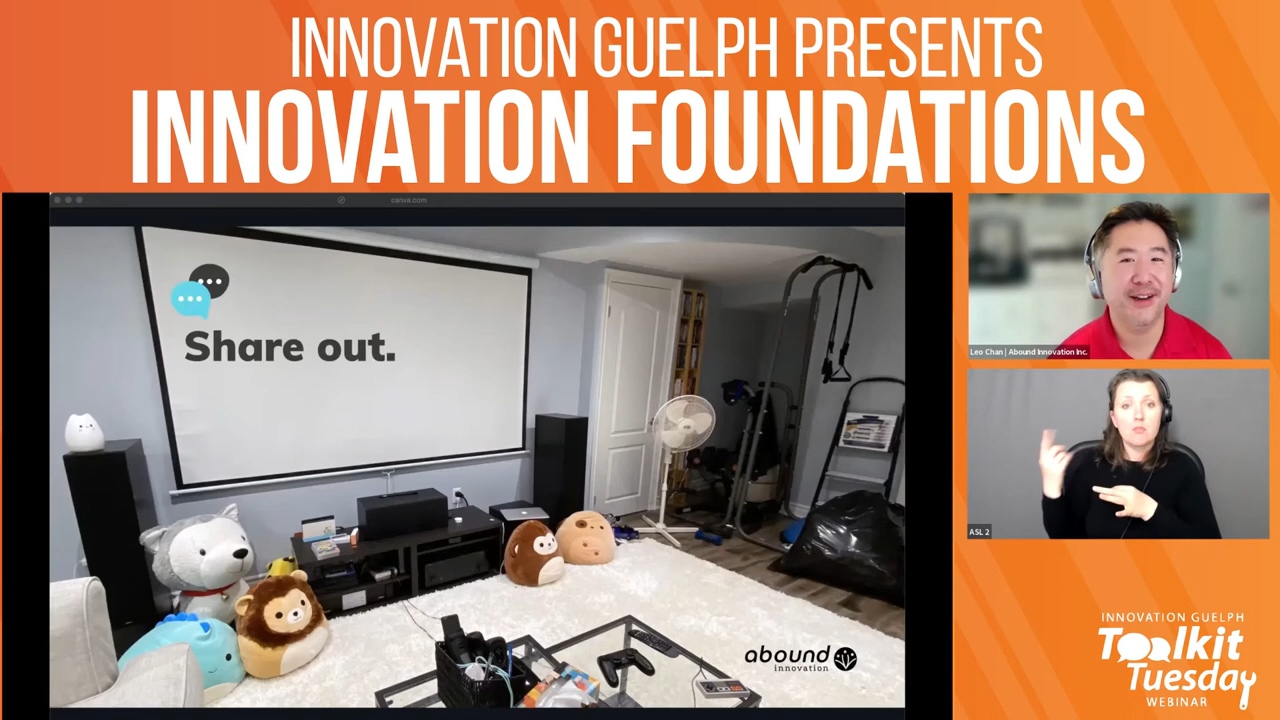 INNOVATION GUELPH PRESENTS
INNOVATION FOUNDATIONS
canva.com
Share out.
abound
innovation
Leo Chan | Abound Innovation Inc.
ASL 2
INNOVATION GUELPH
Toolkit
Tuesday
WEBINAR